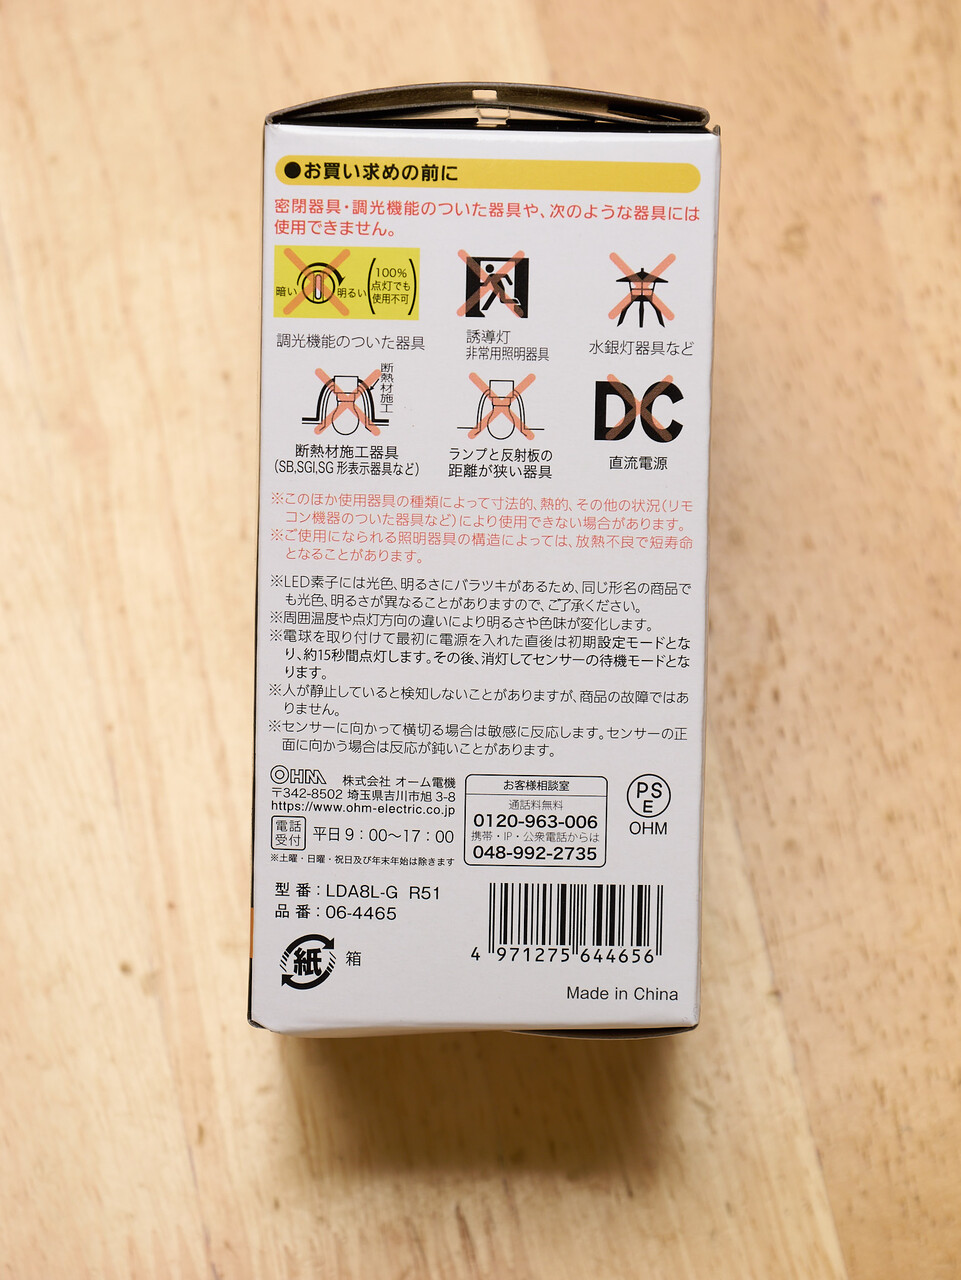 ●お買い求めの前に
密閉器具・調光機能のついた器具や、次のような器具には
使用できません。
暗い 明るい (100%
点灯でも
使用不可)
調光機能のついた器具
誘導灯
非常用照明器具
水銀灯器具など
断熱材施工
断熱材施工器具
(SB,SGI,SG 形表示器具など)
ランプと反射板の
距離が狭い器具
DC
直流電源
※このほか使用器具の種類によって寸法的、熱的、その他の状況(リモ
コン機器のついた器具など)により使用できない場合があります。
※ご使用になられる照明器具の構造によっては、放熱不良で短寿命
となることがあります。
※LED素子には光色、明るさにバラツキがあるため、同じ形名の商品で
も光色、明るさが異なることがありますので、ご了承ください。
※周囲温度や点灯方向の違いにより明るさや色味が変化します。
※電球を取り付けて最初に電源を入れた直後は初期設定モードとな
り、約15秒間点灯します。その後、消灯してセンサーの待機モードとな
ります。
※人が静止していると検知しないことがありますが、商品の故障ではあ
りません。
※センサーに向かって横切る場合は敏感に反応します。センサーの正
面に向かう場合は反応が鈍いことがあります。
OHM 株式会社 オーム電機
〒342-8502 埼玉県吉川市旭 3-8
https://www.ohm-electric.co.jp
電話
受付 平日 9:00〜17:00
※土曜・日曜・祝日及び年末年始は除きます
お客様相談室
通話料無料
0120-963-006
携帯・IP・公衆電話からは
048-992-2735
PS
E
OHM
型番:LDA8L-G R51
品番:06-4465
紙 箱
4 971275 644656
Made in China